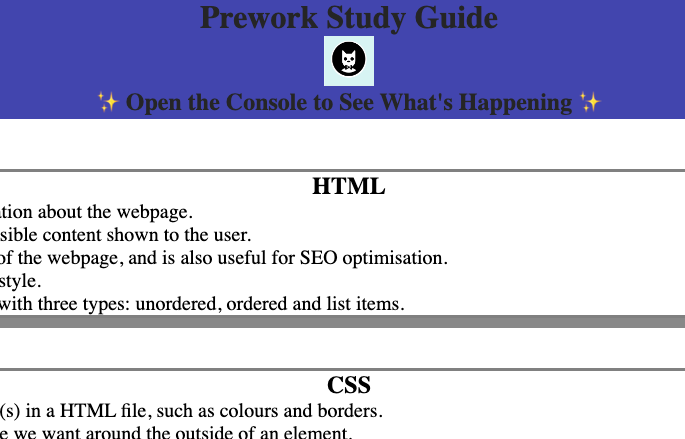 Prework Study Guide
✨ Open the Console to See What's Happening ✨
HTML
ation about the webpage.
sible content shown to the user.
of the webpage, and is also useful for SEO optimisation.
style.
with three types: unordered, ordered and list items.
CSS
(s) in a HTML file, such as colours and borders.
e we want around the outside of an element.